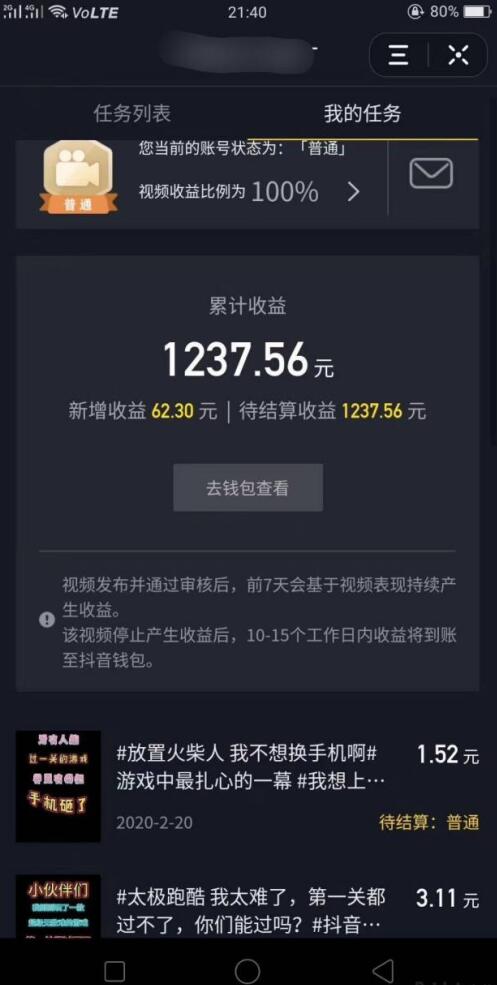 2G 4G VoLTE 21:40 80%
任务列表 我的任务
您当前的账号状态为：「普通」
视频收益比例为 100%
普通
累计收益
1237.56 元
新增收益 62.30 元 | 待结算收益 1237.56 元
去钱包查看
视频发布并通过审核后，前7天会基于视频表现持续产
生收益。
该视频停止产生收益后，10-15个工作日内收益将到账
至抖音钱包。
过一关的游戏
手机砸了
#放置火柴人 我不想换手机啊# 1.52 元
游戏中最扎心的一幕 #我想上…
2020-2-20 待结算：普通
小伙伴们
#太极跑酷 我太难了，第一关都 3.11 元
过不了，你们能过吗？#抖音…